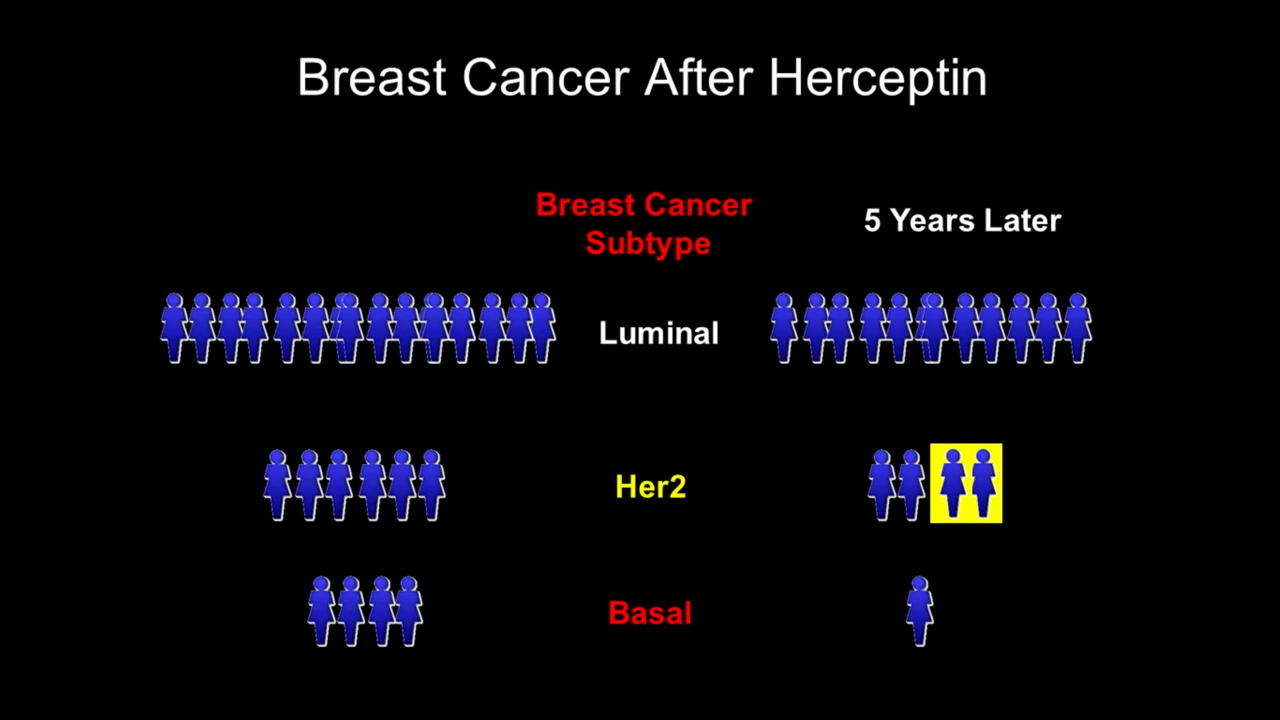 Breast Cancer After Herceptin
Breast Cancer
Subtype
5 Years Later
Luminal
Her2
Basal